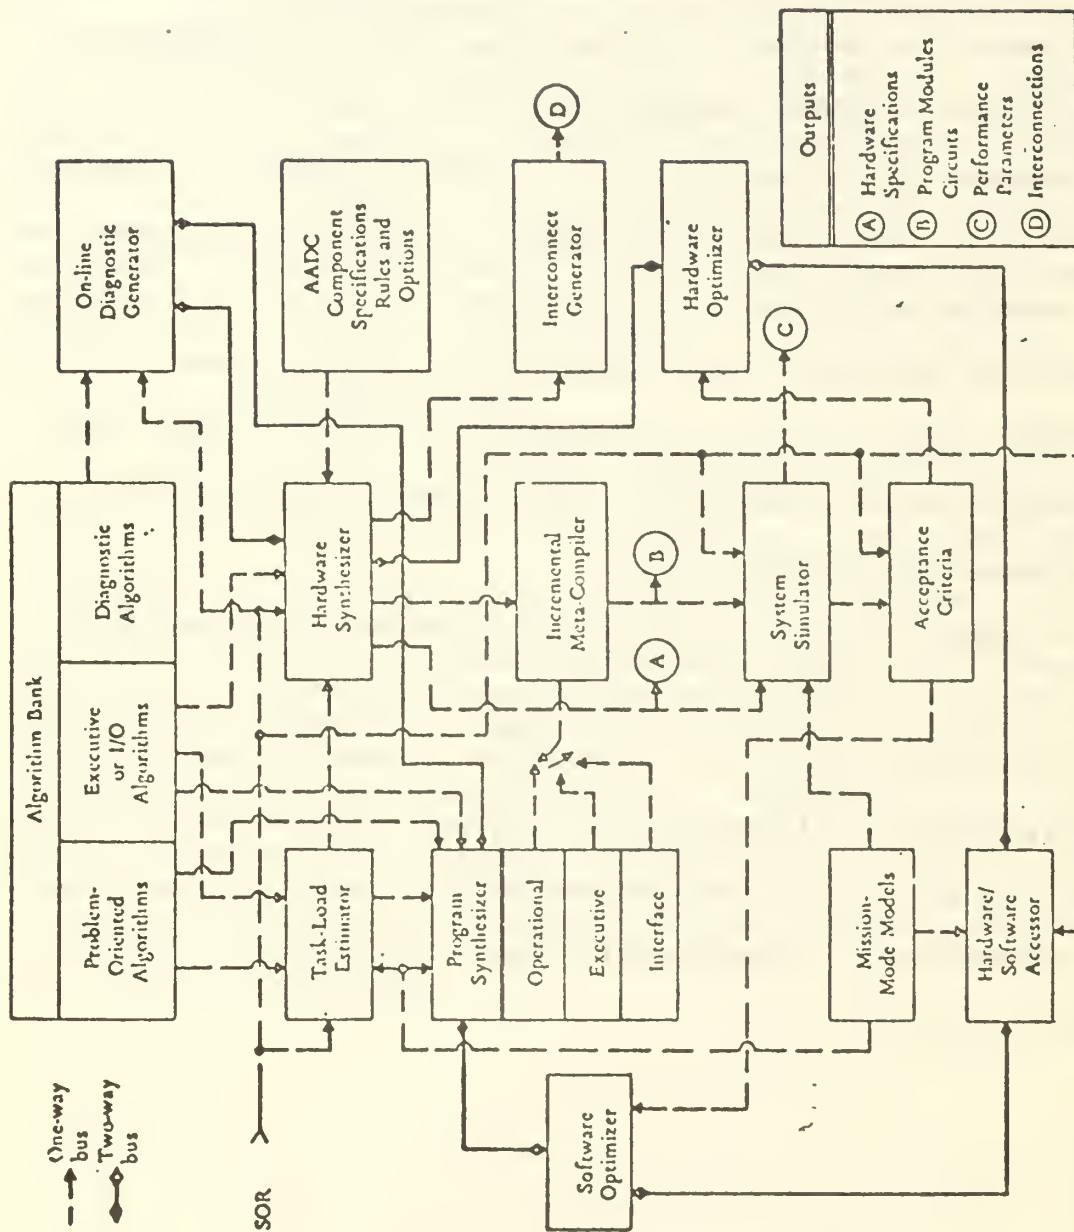 One-way
bus
Two-way
bus
SOR
Algorithm Bank
Problem-
Oriented
Algorithms
Executive
or I/O
Algorithms
Diagnostic
Algorithms
On-line
Diagnostic
Generator
Task-Load
Estimator
Hardware
Synthesizer
AADC
Component
Specifications
Rules and
Options
Program
Synthesizer
Operational
Executive
Interface
Incremental
Meta-Compiler
Interconnect
Generator
D
Software
Optimizer
A
B
Hardware
Optimizer
System
Simulator
C
Mission-
Mode Models
Acceptance
Criteria
Hardware/
Software
Accesor
Outputs
A Hardware
Specifications
B Program Modules
Circuits
C Performance
Parameters
D Interconnections